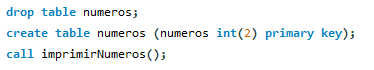 drop table numeros;
create table numeros (numeros int(2) primary key);
call imprimirNumeros();